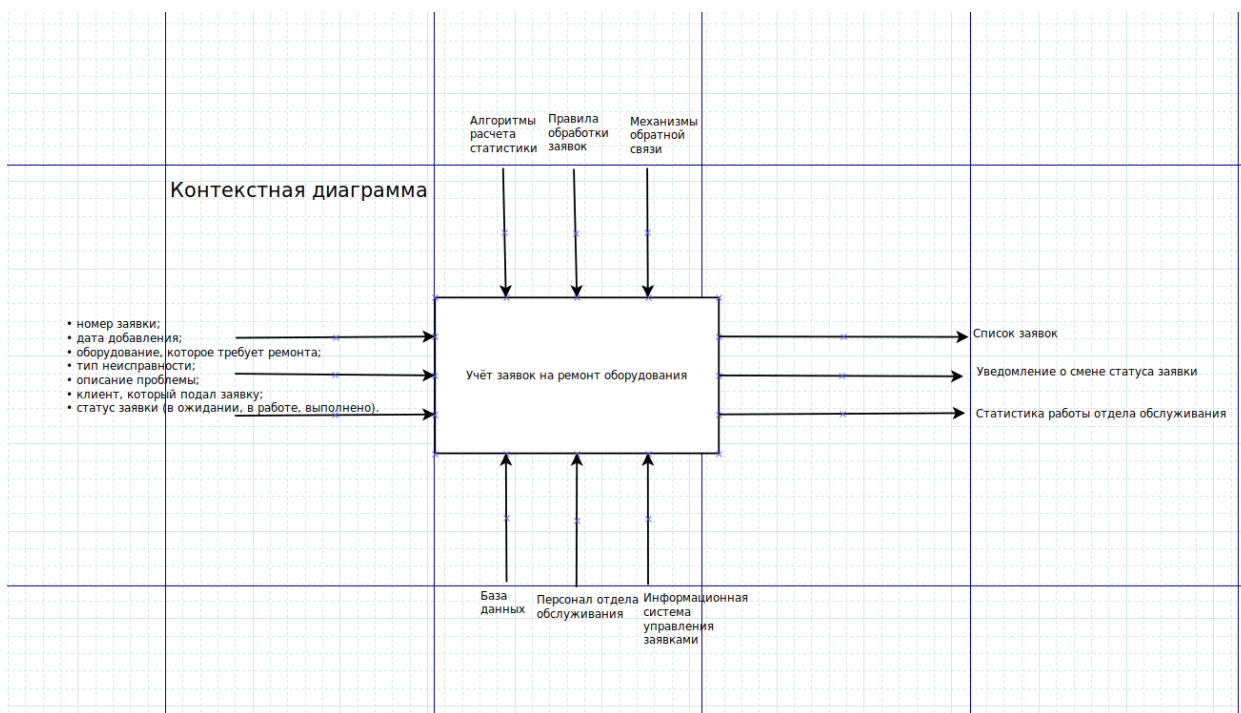 Алгоритмы
расчета
статистики
Правила
обработки
заявок
Механизмы
обратной
связи
Контекстная диаграмма
• номер заявки;
• дата добавления;
• оборудование, которое требует ремонта;
• тип неисправности;
• описание проблемы;
• клиент, который подал заявку;
• статус заявки (в ожидании, в работе, выполнено).
Учёт заявок на ремонт оборудования
Список заявок
Уведомление о смене статуса заявки
Статистика работы отдела обслуживания
База
данных
Персонал отдела
обслуживания
Информационная
система
управления
заявками